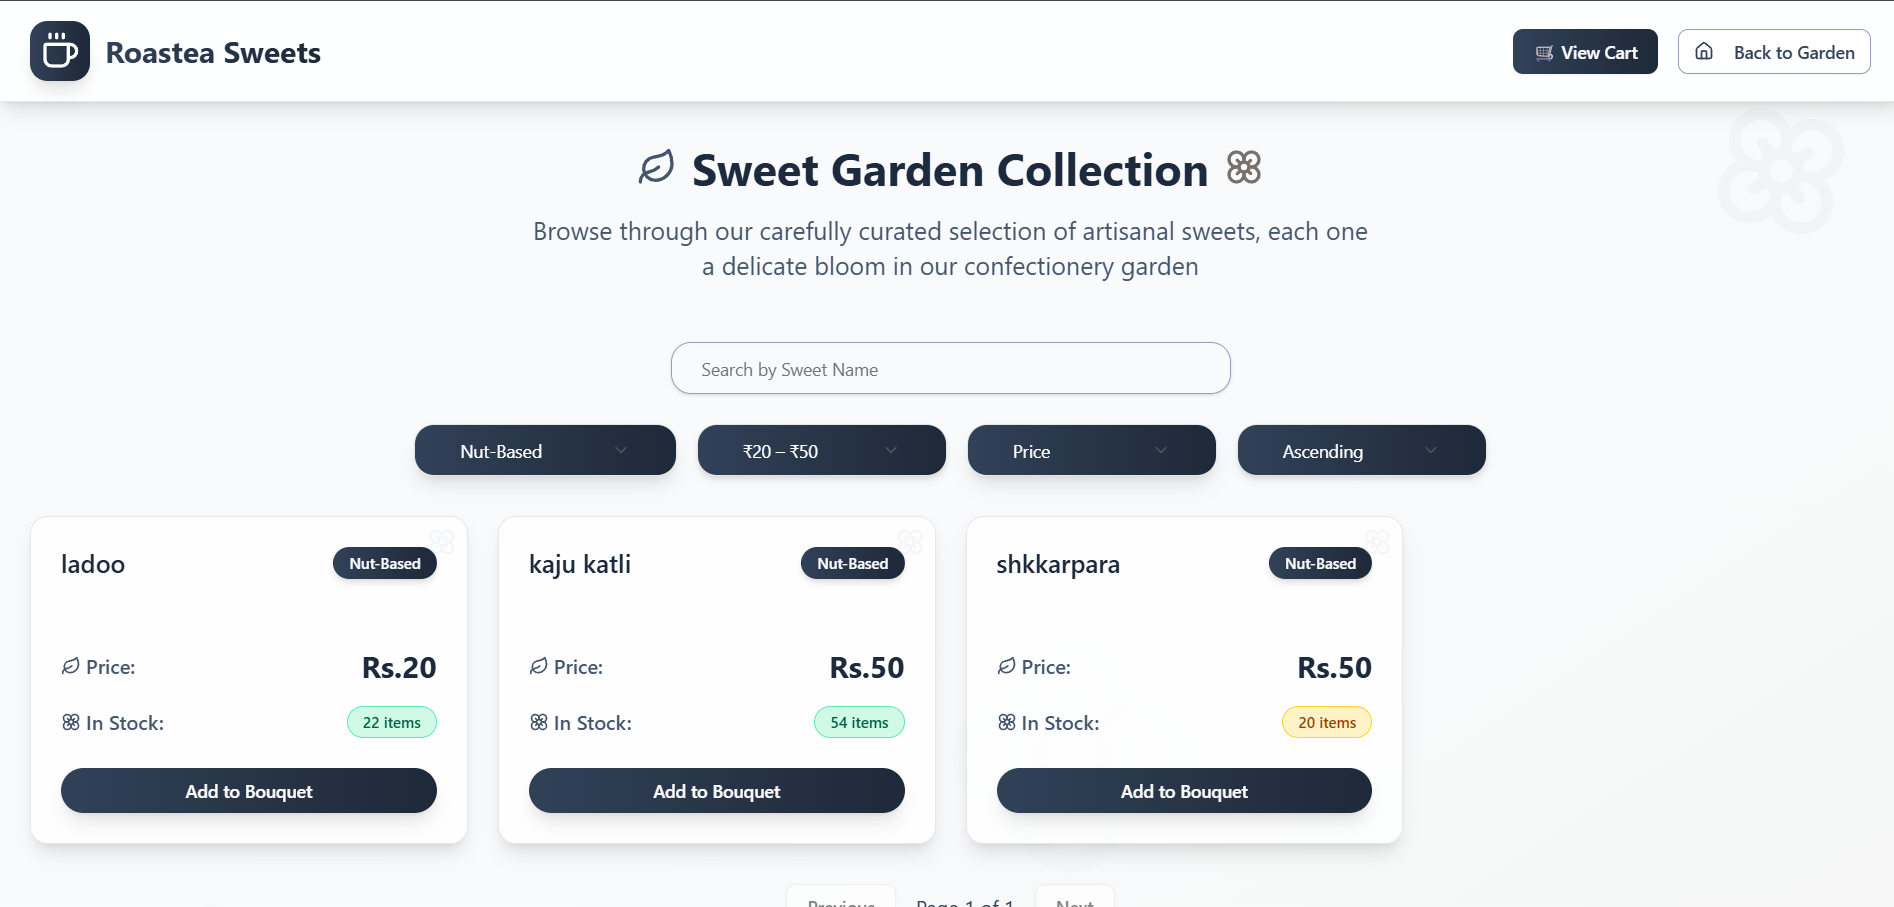 Roastea Sweets
View Cart
Back to Garden
Sweet Garden Collection
Browse through our carefully curated selection of artisanal sweets, each one
a delicate bloom in our confectionery garden
Search by Sweet Name
Nut-Based
₹20 – ₹50
Price
Ascending
ladoo
Nut-Based
Price:
Rs.20
In Stock:
22 items
Add to Bouquet
kaju katli
Nut-Based
Price:
Rs.50
In Stock:
54 items
Add to Bouquet
shkkarpara
Nut-Based
Price:
Rs.50
In Stock:
20 items
Add to Bouquet
Previous
Page 1 of 1
Next